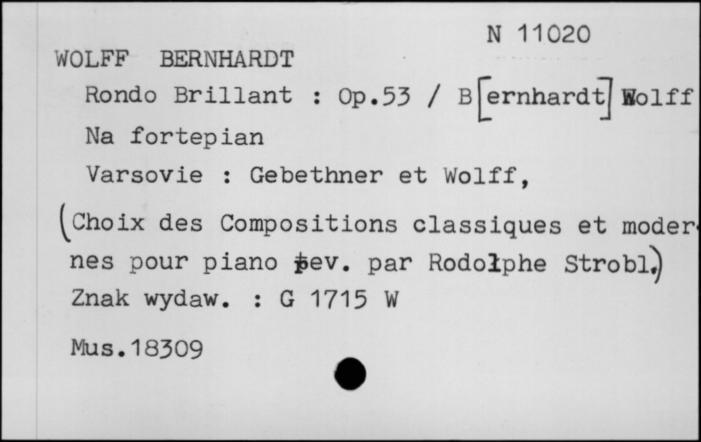 N 11020
WOLFF BERNHARDT
Rondo Brillant : Op.53 / B[ernhardt] Wolff
Na fortepian
Varsovie : Gebethner et Wolff,
(Choix des Compositions classiques et moder-
nes pour piano rev. par Rodolphe Strobl.)
Znak wydaw. : G 1715 W
Mus.18309